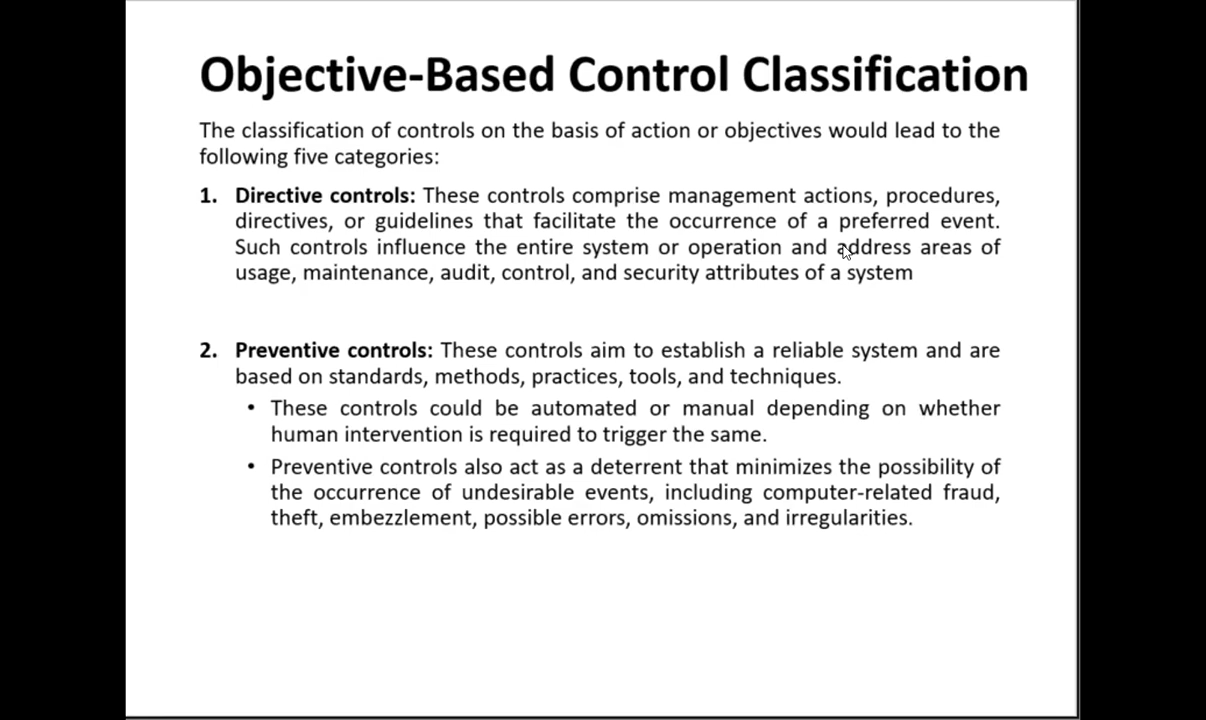 Objective-Based Control Classification
The classification of controls on the basis of action or objectives would lead to the
following five categories:
1. Directive controls: These controls comprise management actions, procedures,
directives, or guidelines that facilitate the occurrence of a preferred event.
Such controls influence the entire system or operation and address areas of
usage, maintenance, audit, control, and security attributes of a system
2. Preventive controls: These controls aim to establish a reliable system and are
based on standards, methods, practices, tools, and techniques.
• These controls could be automated or manual depending on whether
human intervention is required to trigger the same.
• Preventive controls also act as a deterrent that minimizes the possibility of
the occurrence of undesirable events, including computer-related fraud,
theft, embezzlement, possible errors, omissions, and irregularities.